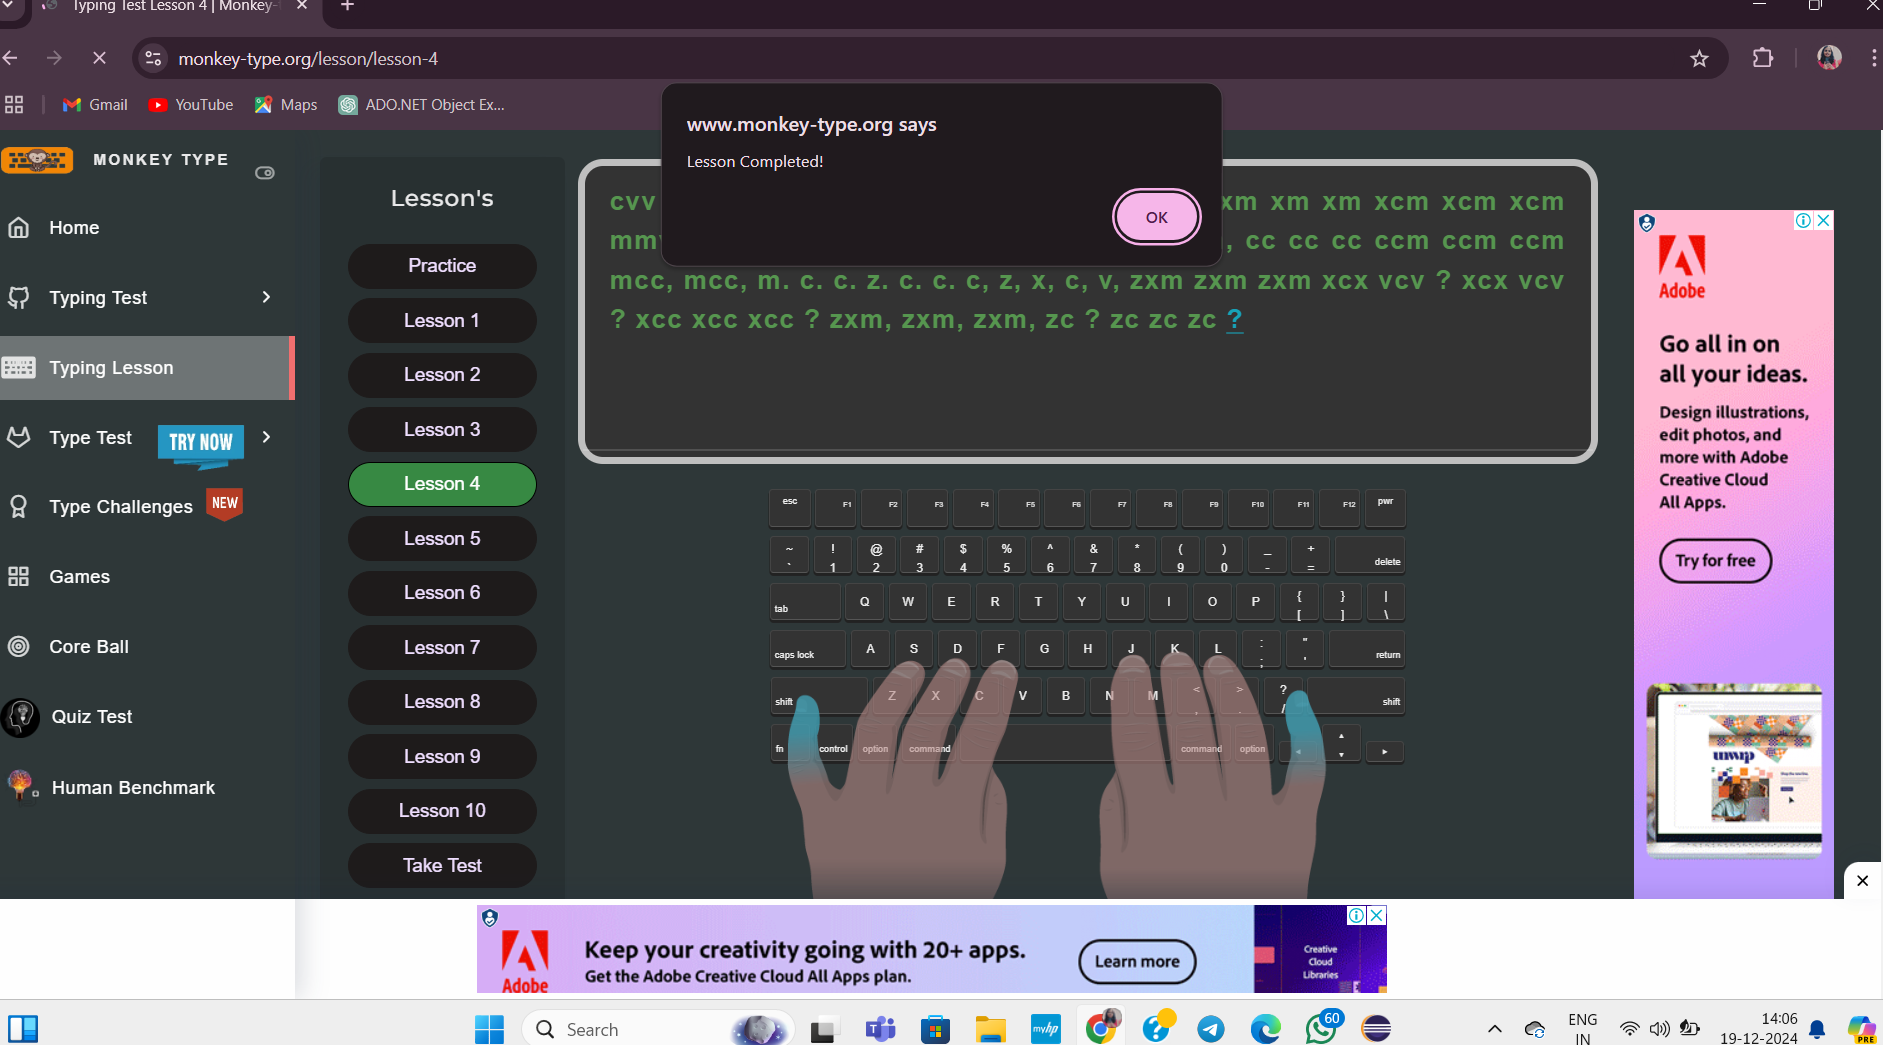 Typing Test Lesson 4 | Monkey-
monkey-type.org/lesson/lesson-4
Gmail
YouTube
Maps
ADO.NET Object Ex...
www.monkey-type.org says
Lesson Completed!
OK
MONKEY TYPE
Home
Typing Test
Typing Lesson
Type Test
TRY NOW
Type Challenges
NEW
Games
Core Ball
Quiz Test
Human Benchmark
Lesson's
Practice
Lesson 1
Lesson 2
Lesson 3
Lesson 4
Lesson 5
Lesson 6
Lesson 7
Lesson 8
Lesson 9
Lesson 10
Take Test
cvv xm xm xm xcm xcm xcm
mm , cc cc cc ccm ccm ccm
mcc, mcc, m. c. c. z. c. c. c, z, x, c, v, zxm zxm zxm xcx vcv ? xcx vcv
? xcc xcc xcc ? zxm, zxm, zxm, zc ? zc zc zc ?
esc F1 F2 F3 F4 F5 F6 F7 F8 F9 F10 F11 F12 pwr
~ ! @ # $ % ^ & * ( ) _ +
` 1 2 3 4 5 6 7 8 9 0 - = delete
tab Q W E R T Y U I O P { } |
[ ] \
caps lock A S D F G H J K L : " return
; '
shift Z X C V B N M < > ? shift
, . /
fn control option command command option
Adobe
Go all in on
all your ideas.
Design illustrations,
edit photos, and
more with Adobe
Creative Cloud
All Apps.
Try for free
uwrp
Adobe
Keep your creativity going with 20+ apps.
Get the Adobe Creative Cloud All Apps plan.
Learn more
Creative
Cloud
Libraries
Search
myhp
60
ENG
IN
14:06
19-12-2024
PRE